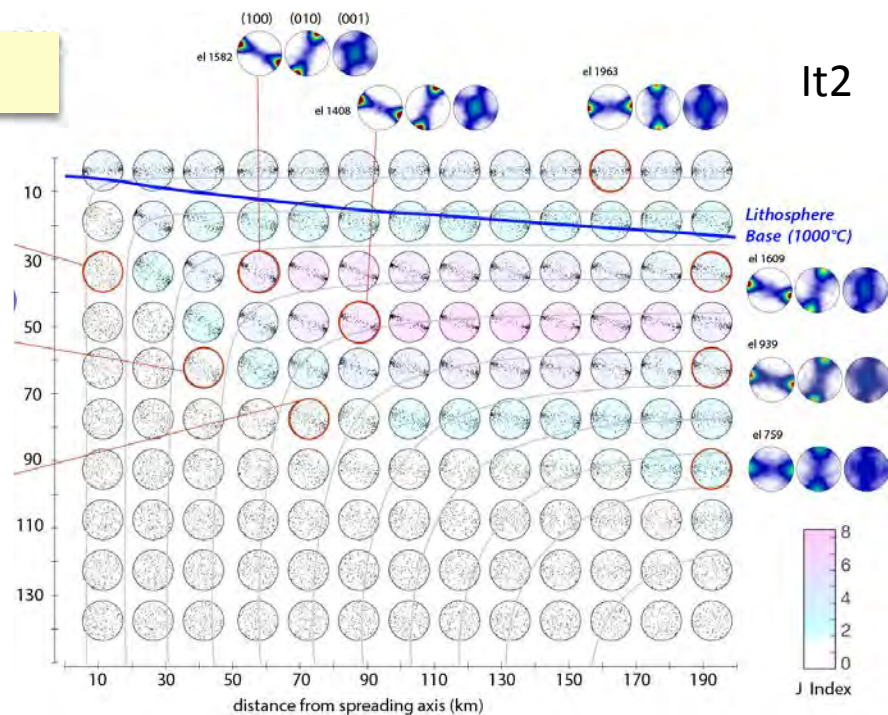 (100) (010) (001)
el 1582
el 1408
el 1963
It2
10
30
50
70
90
110
130
Lithosphere
Base (1000°C)
el 1609
el 939
el 759
8
6
4
2
0
J Index
10 30 50 70 90 110 130 150 170 190
distance from spreading axis (km)